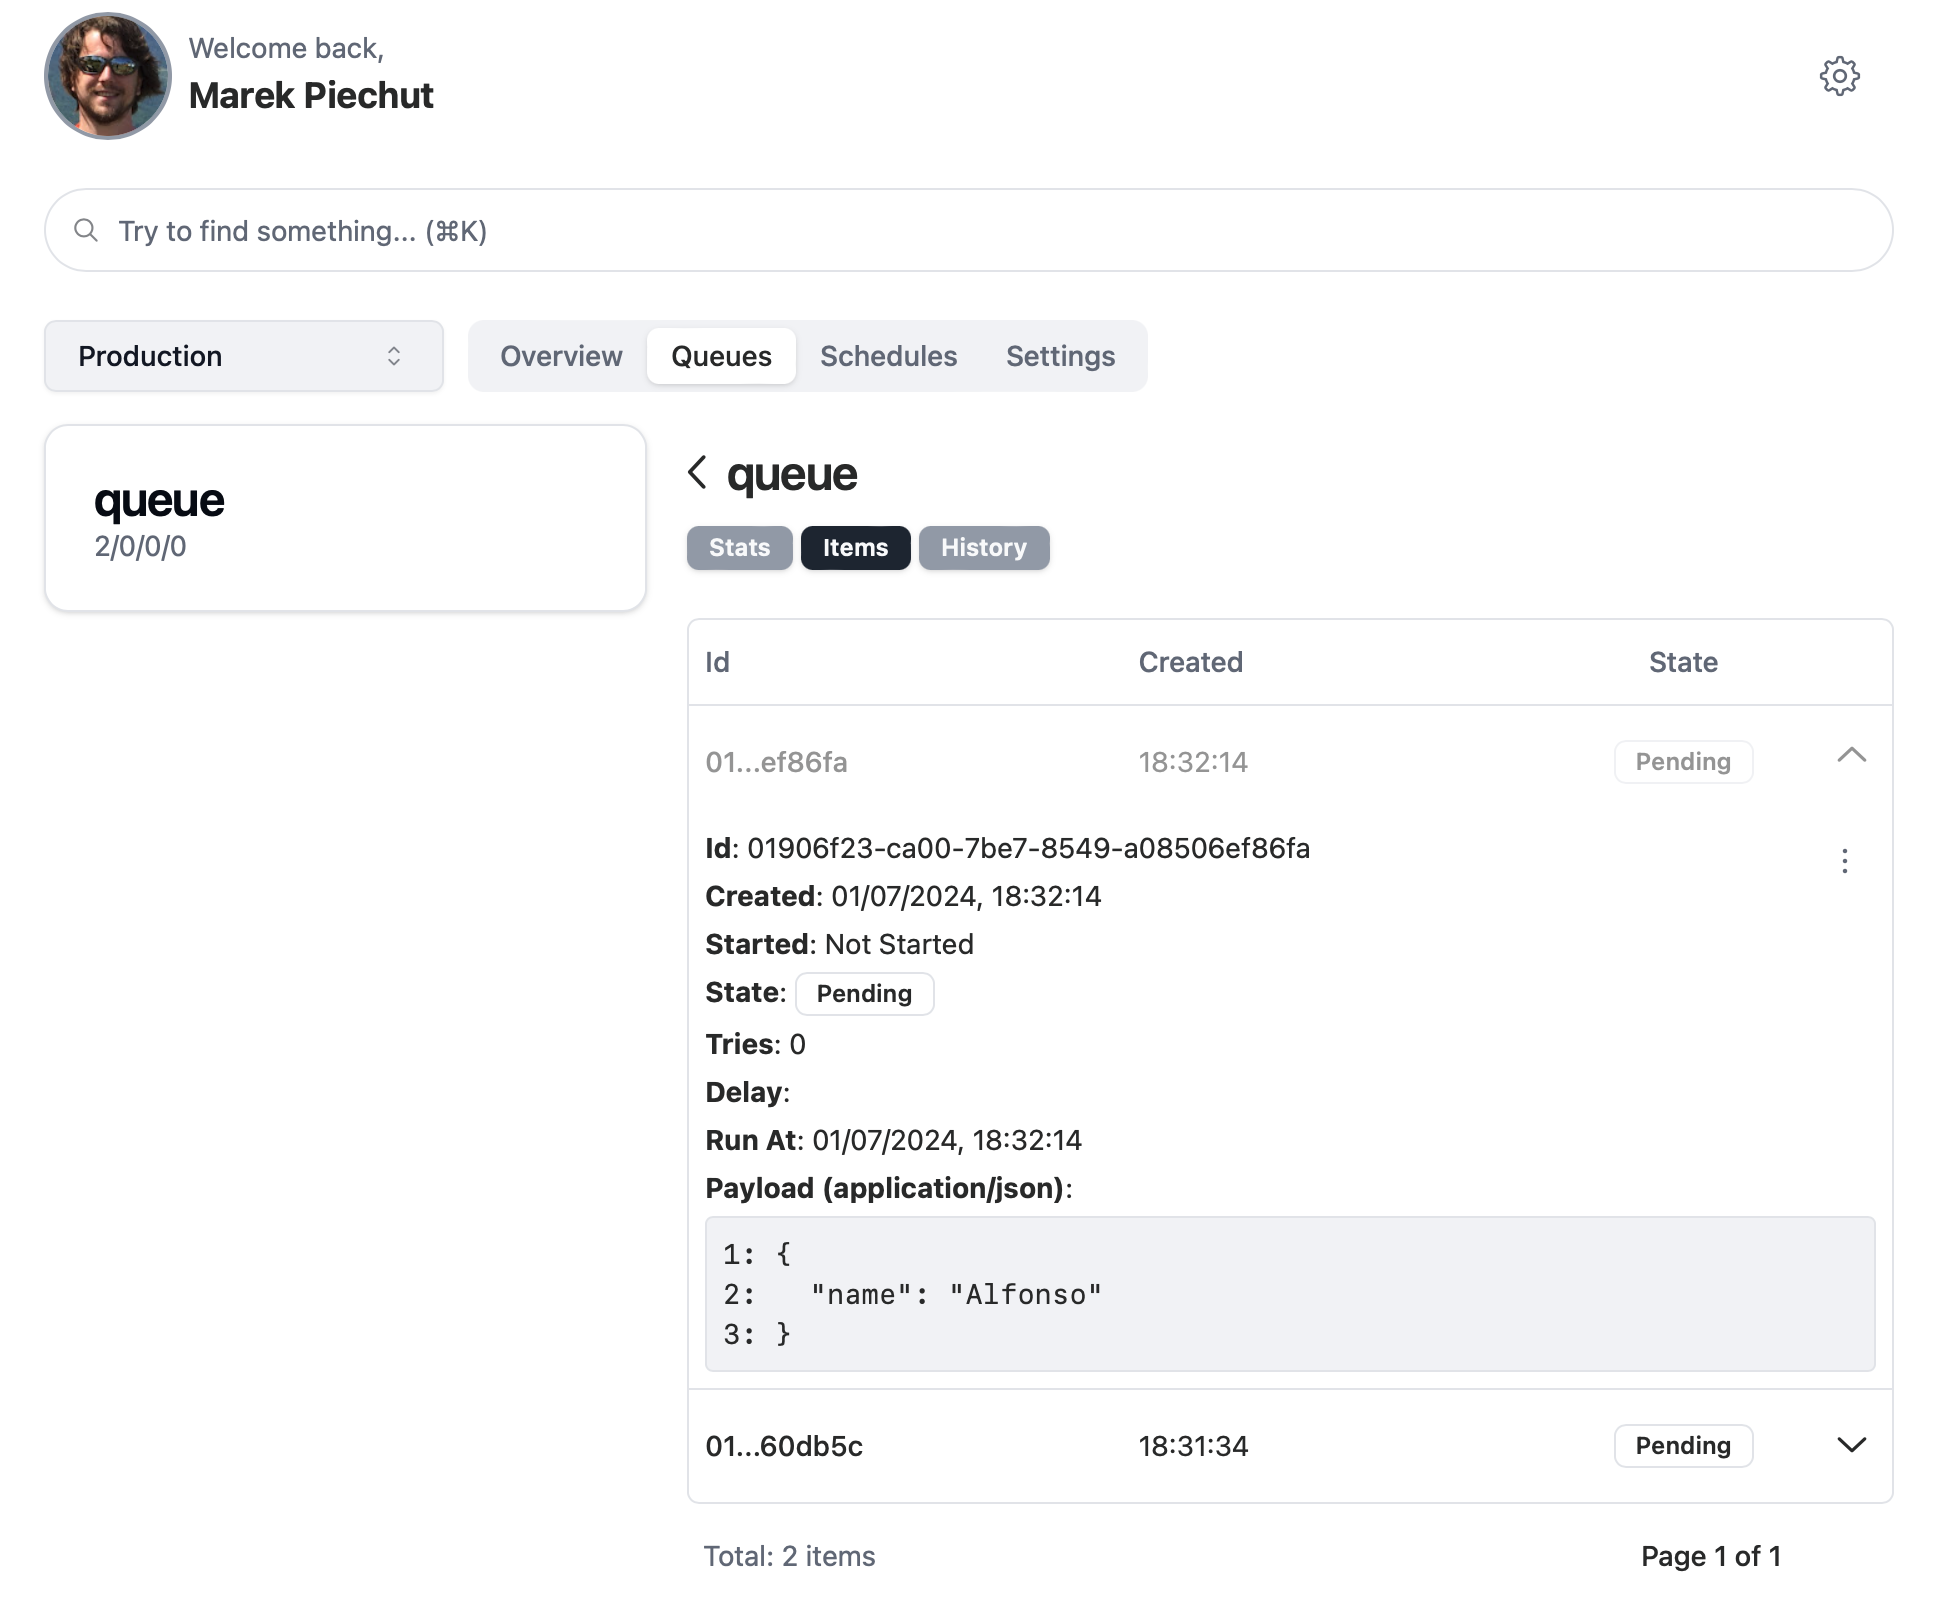 Welcome back,
Marek Piechut
Try to find something... (⌘K)
Production
Overview Queues Schedules Settings
queue
2/0/0/0
queue
Stats Items History
Id Created State
01...ef86fa 18:32:14 Pending
Id: 01906f23-ca00-7be7-8549-a08506ef86fa
Created: 01/07/2024, 18:32:14
Started: Not Started
State: Pending
Tries: 0
Delay:
Run At: 01/07/2024, 18:32:14
Payload (application/json):
1: {
2:   "name": "Alfonso"
3: }
01...60db5c 18:31:34 Pending
Total: 2 items Page 1 of 1